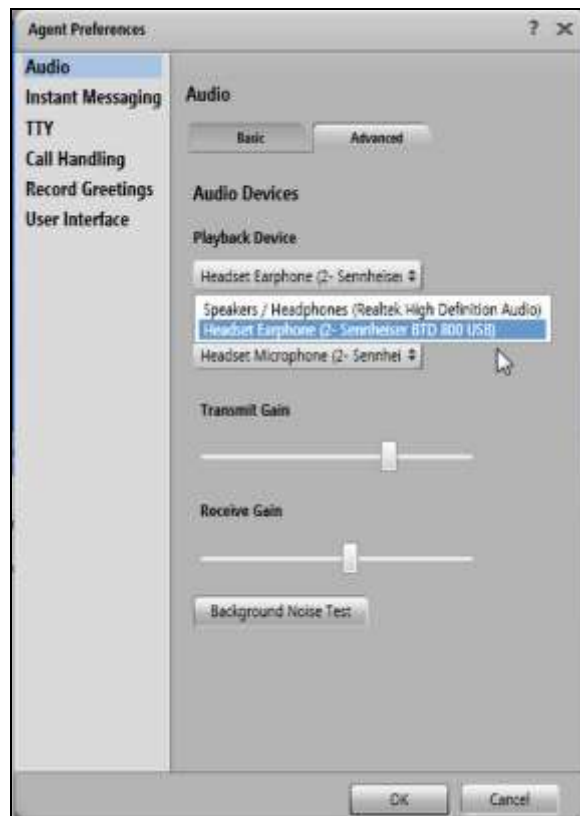 Agent Preferences ? ×
Audio
Instant Messaging
TTY
Call Handling
Record Greetings
User Interface
Audio
Basic
Advanced
Audio Devices
Playback Device
Headset Earphone (2- Sennheiser
Speakers / Headphones (Realtek High Definition Audio)
Headset Earphone (2- Sennheiser BTD 800 USB)
Headset Microphone (2- Sennhei
Transmit Gain
Receive Gain
Background Noise Test
OK
Cancel